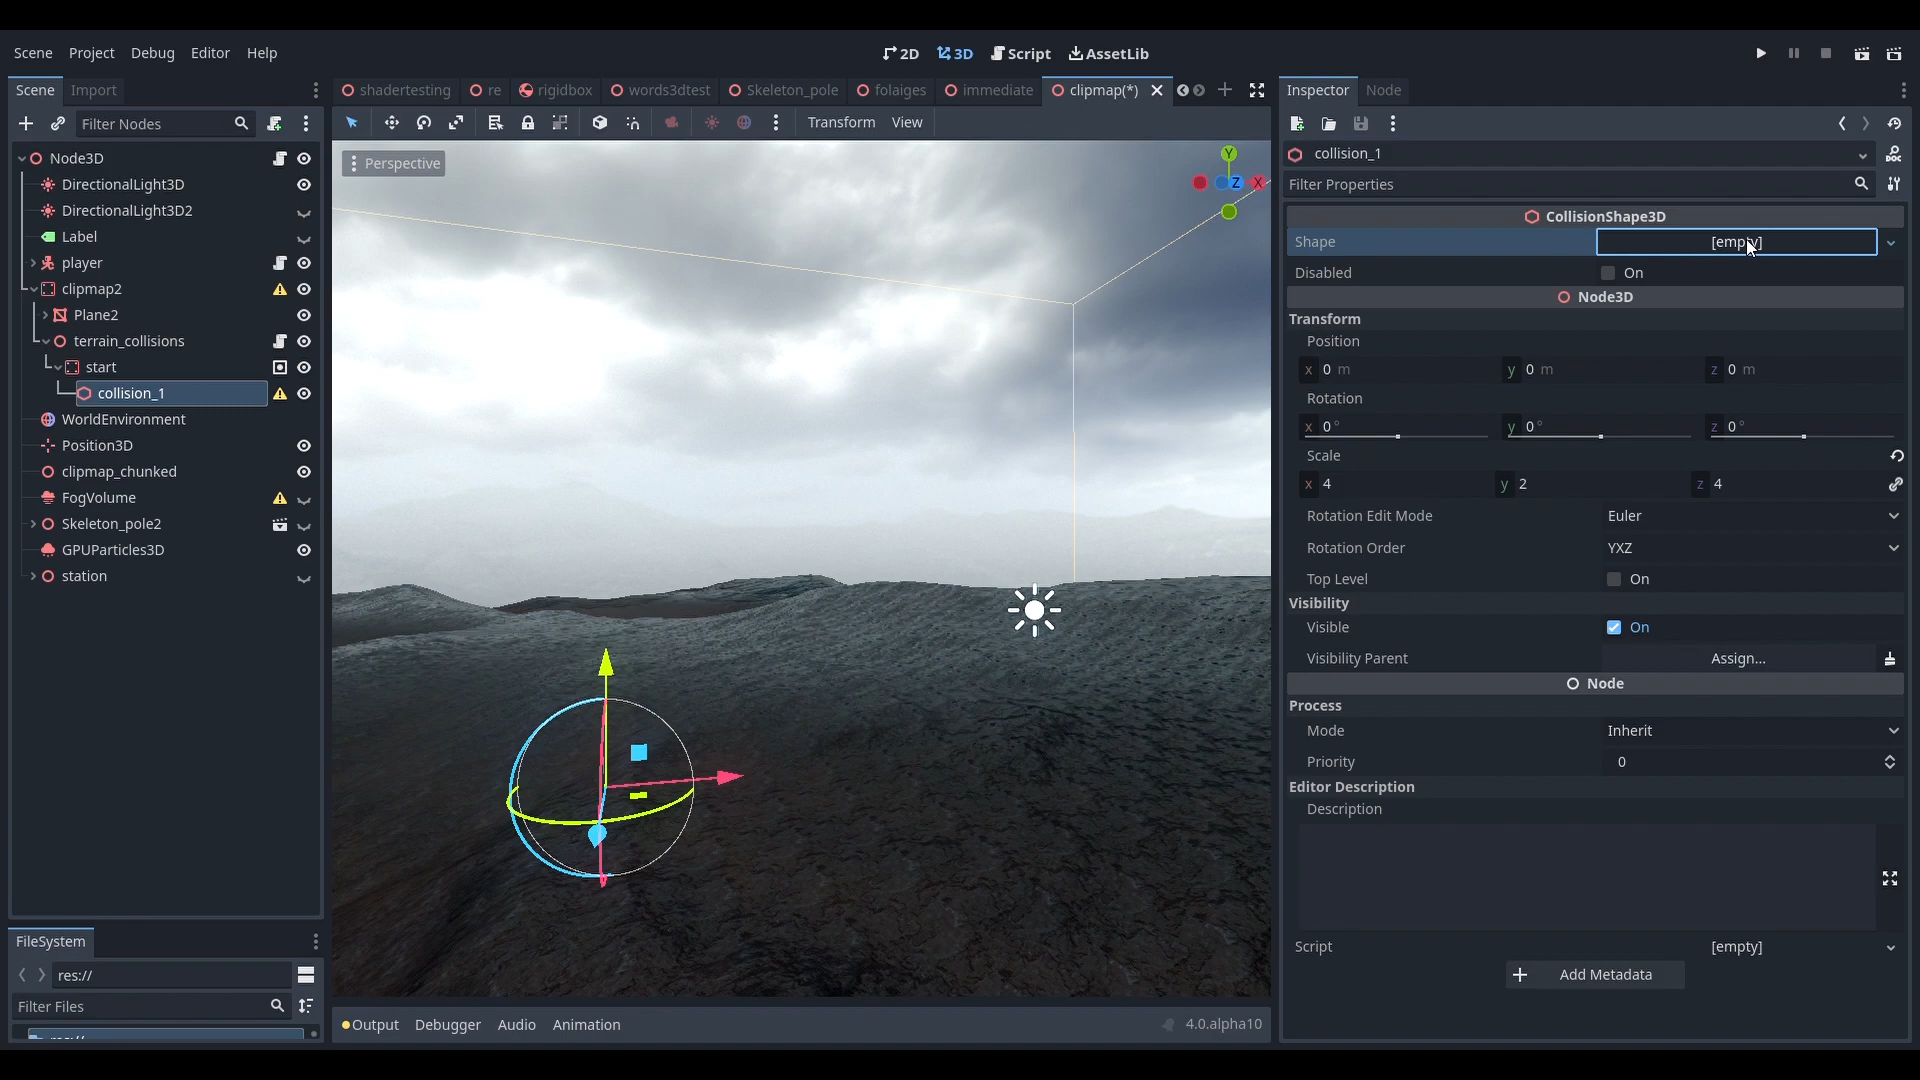 Scene Project Debug Editor Help
2D 3D Script AssetLib
Scene Import
shadertesting re rigidbox words3dtest Skeleton_pole folaiges immediate clipmap(*)
Inspector Node
Filter Nodes
Transform View
Node3D
DirectionalLight3D
DirectionalLight3D2
Label
player
clipmap2
Plane2
terrain_collisions
start
collision_1
WorldEnvironment
Position3D
clipmap_chunked
FogVolume
Skeleton_pole2
GPUParticles3D
station
FileSystem
res://
Filter Files
Perspective
Y
Z X
Output Debugger Audio Animation
4.0.alpha10
collision_1
Filter Properties
CollisionShape3D
Shape [empty]
Disabled On
Node3D
Transform
Position
x 0 m y 0 m z 0 m
Rotation
x 0 ° y 0 ° z 0 °
Scale
x 4 y 2 z 4
Rotation Edit Mode Euler
Rotation Order YXZ
Top Level On
Visibility
Visible On
Visibility Parent Assign...
Node
Process
Mode Inherit
Priority 0
Editor Description
Description
Script [empty]
Add Metadata